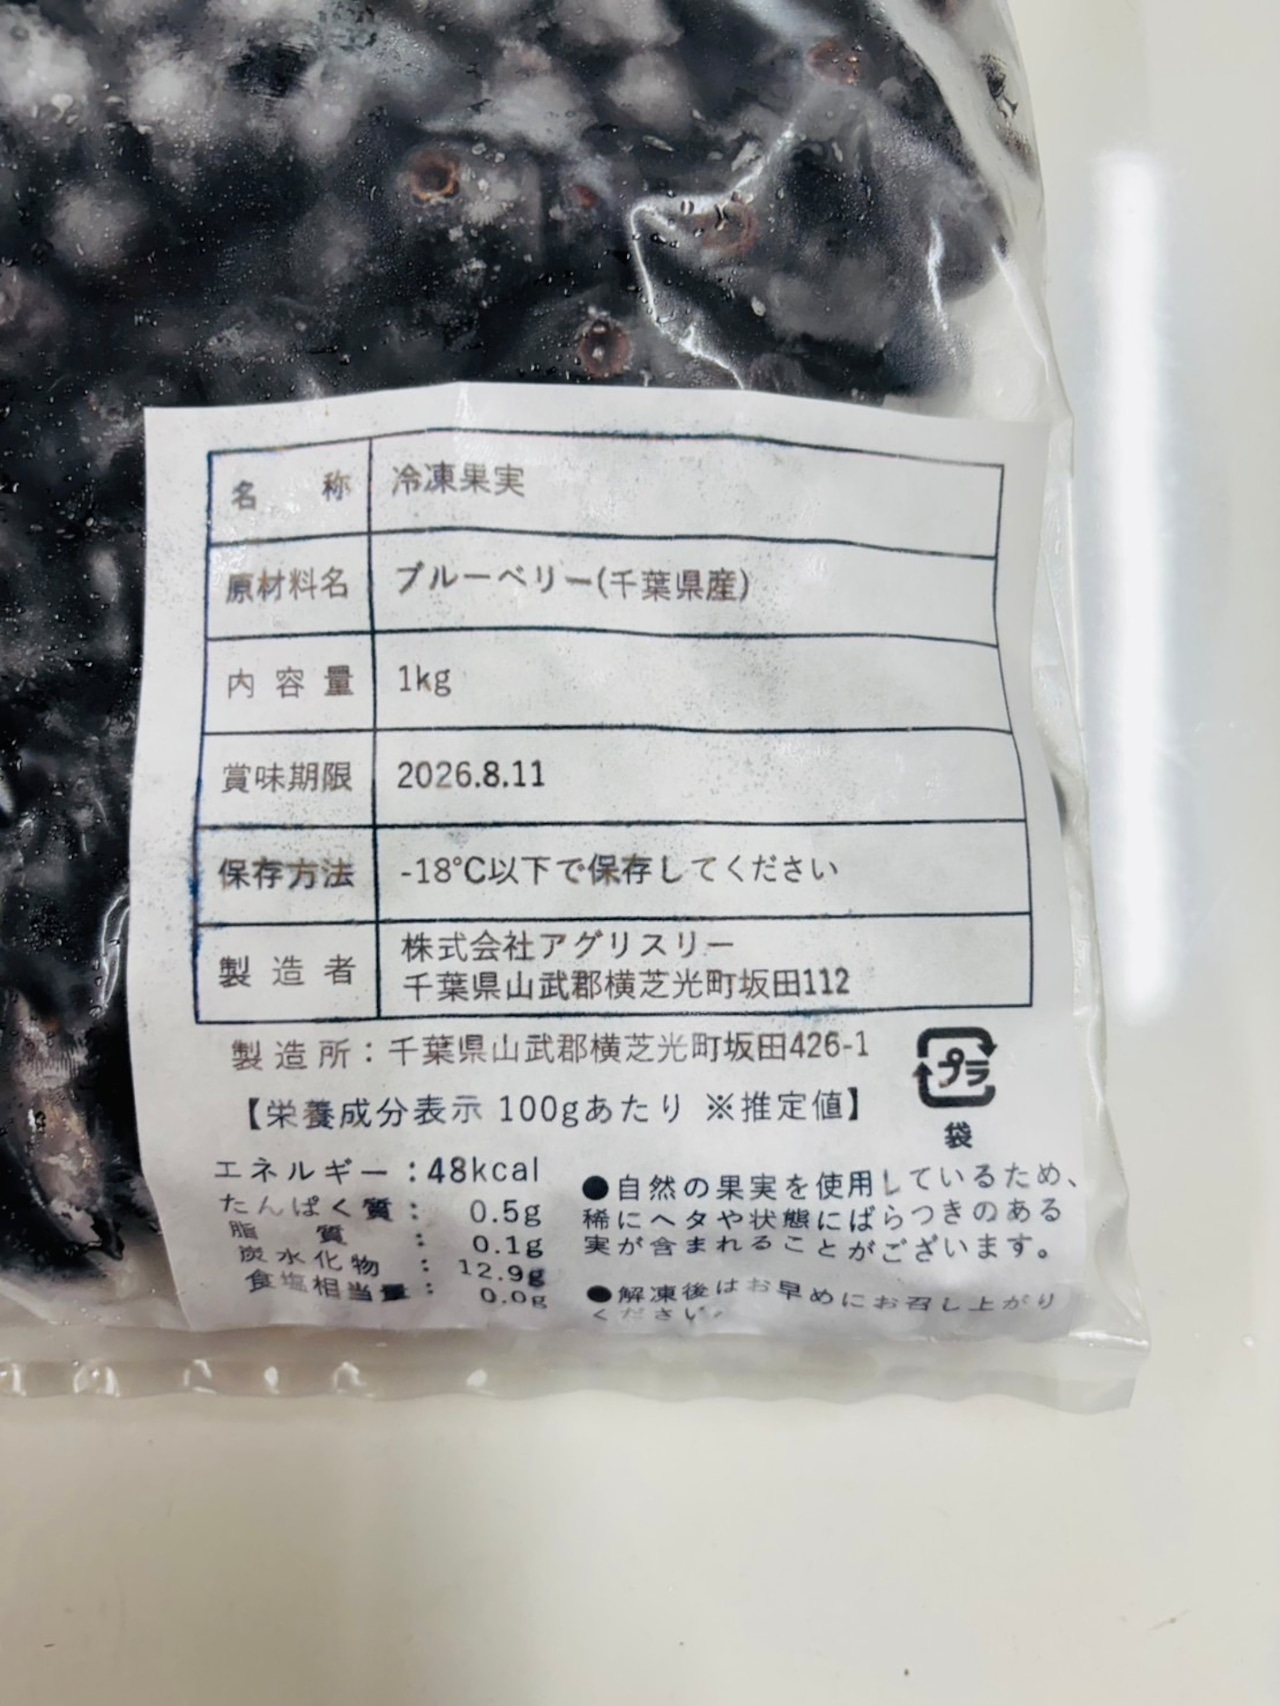 名称 冷凍果実
原材料名 ブルーベリー(千葉県産)
内容量 1kg
賞味期限 2026.8.11
保存方法 -18℃以下で保存してください
製造者 株式会社アグリスリー
千葉県山武郡横芝光町坂田112
製造所：千葉県山武郡横芝光町坂田426-1
プラ
袋
【栄養成分表示 100gあたり ※推定値】
エネルギー：48kcal
たんぱく質： 0.5g
脂質： 0.1g
炭水化物： 12.9g
食塩相当量： 0.0g
●自然の果実を使用しているため、
稀にヘタや状態にばらつきのある
実が含まれることがございます。
●解凍後はお早めにお召し上がり
ください。